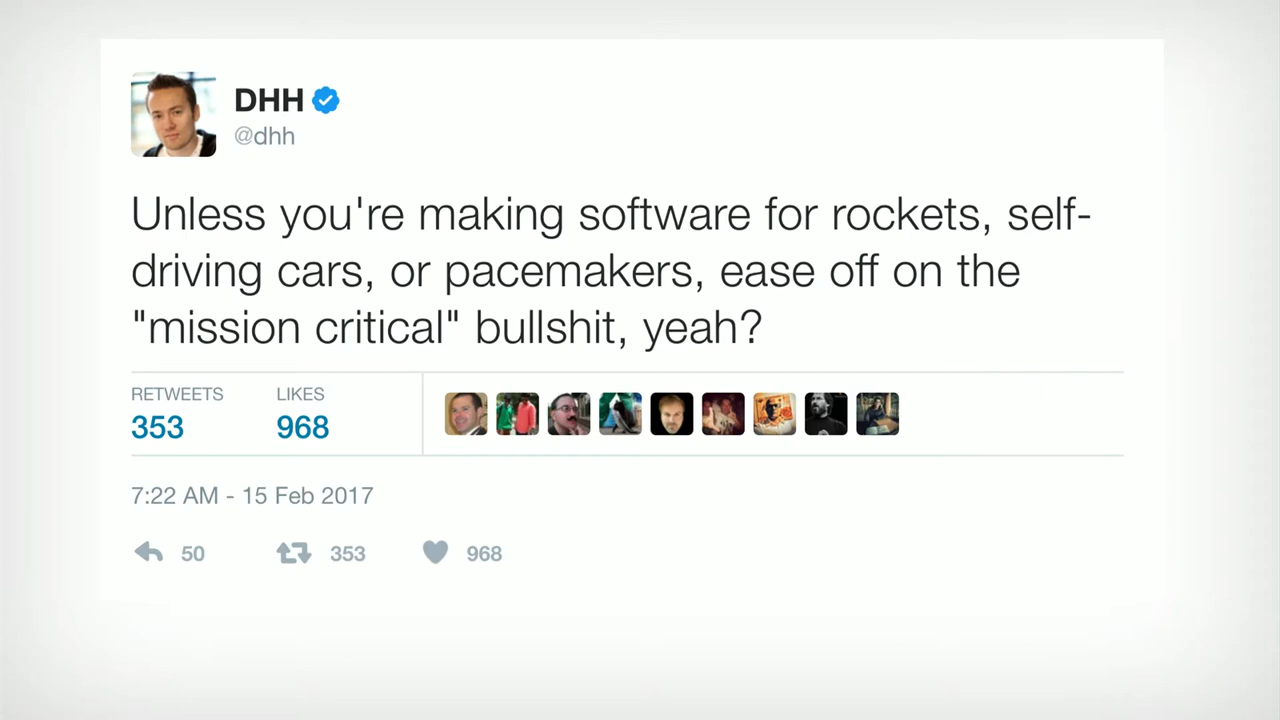 DHH
@dhh
Unless you're making software for rockets, self-
driving cars, or pacemakers, ease off on the
"mission critical" bullshit, yeah?
RETWEETS LIKES
353 968
7:22 AM - 15 Feb 2017
50 353 968